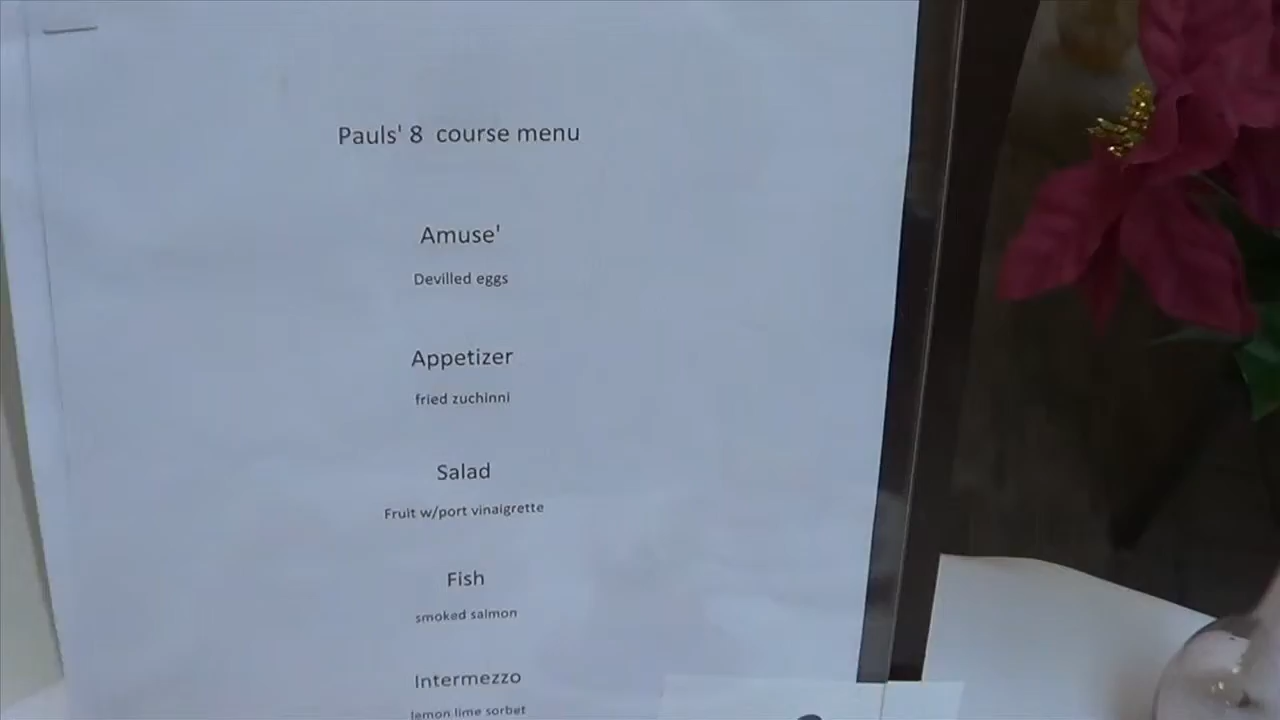 Pauls' 8 course menu
Amuse'
Devilled eggs
Appetizer
fried zuchinni
Salad
Fruit w/port vinaigrette
Fish
smoked salmon
Intermezzo
lemon lime sorbet